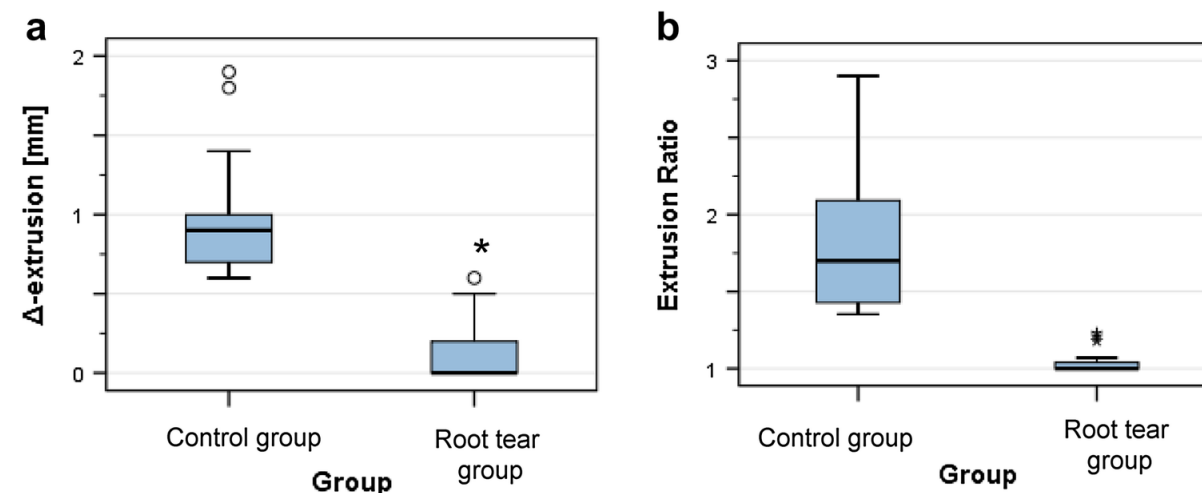 a
Δ-extrusion [mm]
2
1
0
*
Control group
Root tear
group
Group
b
Extrusion Ratio
3
2
1
Control group
Root tear
group
Group